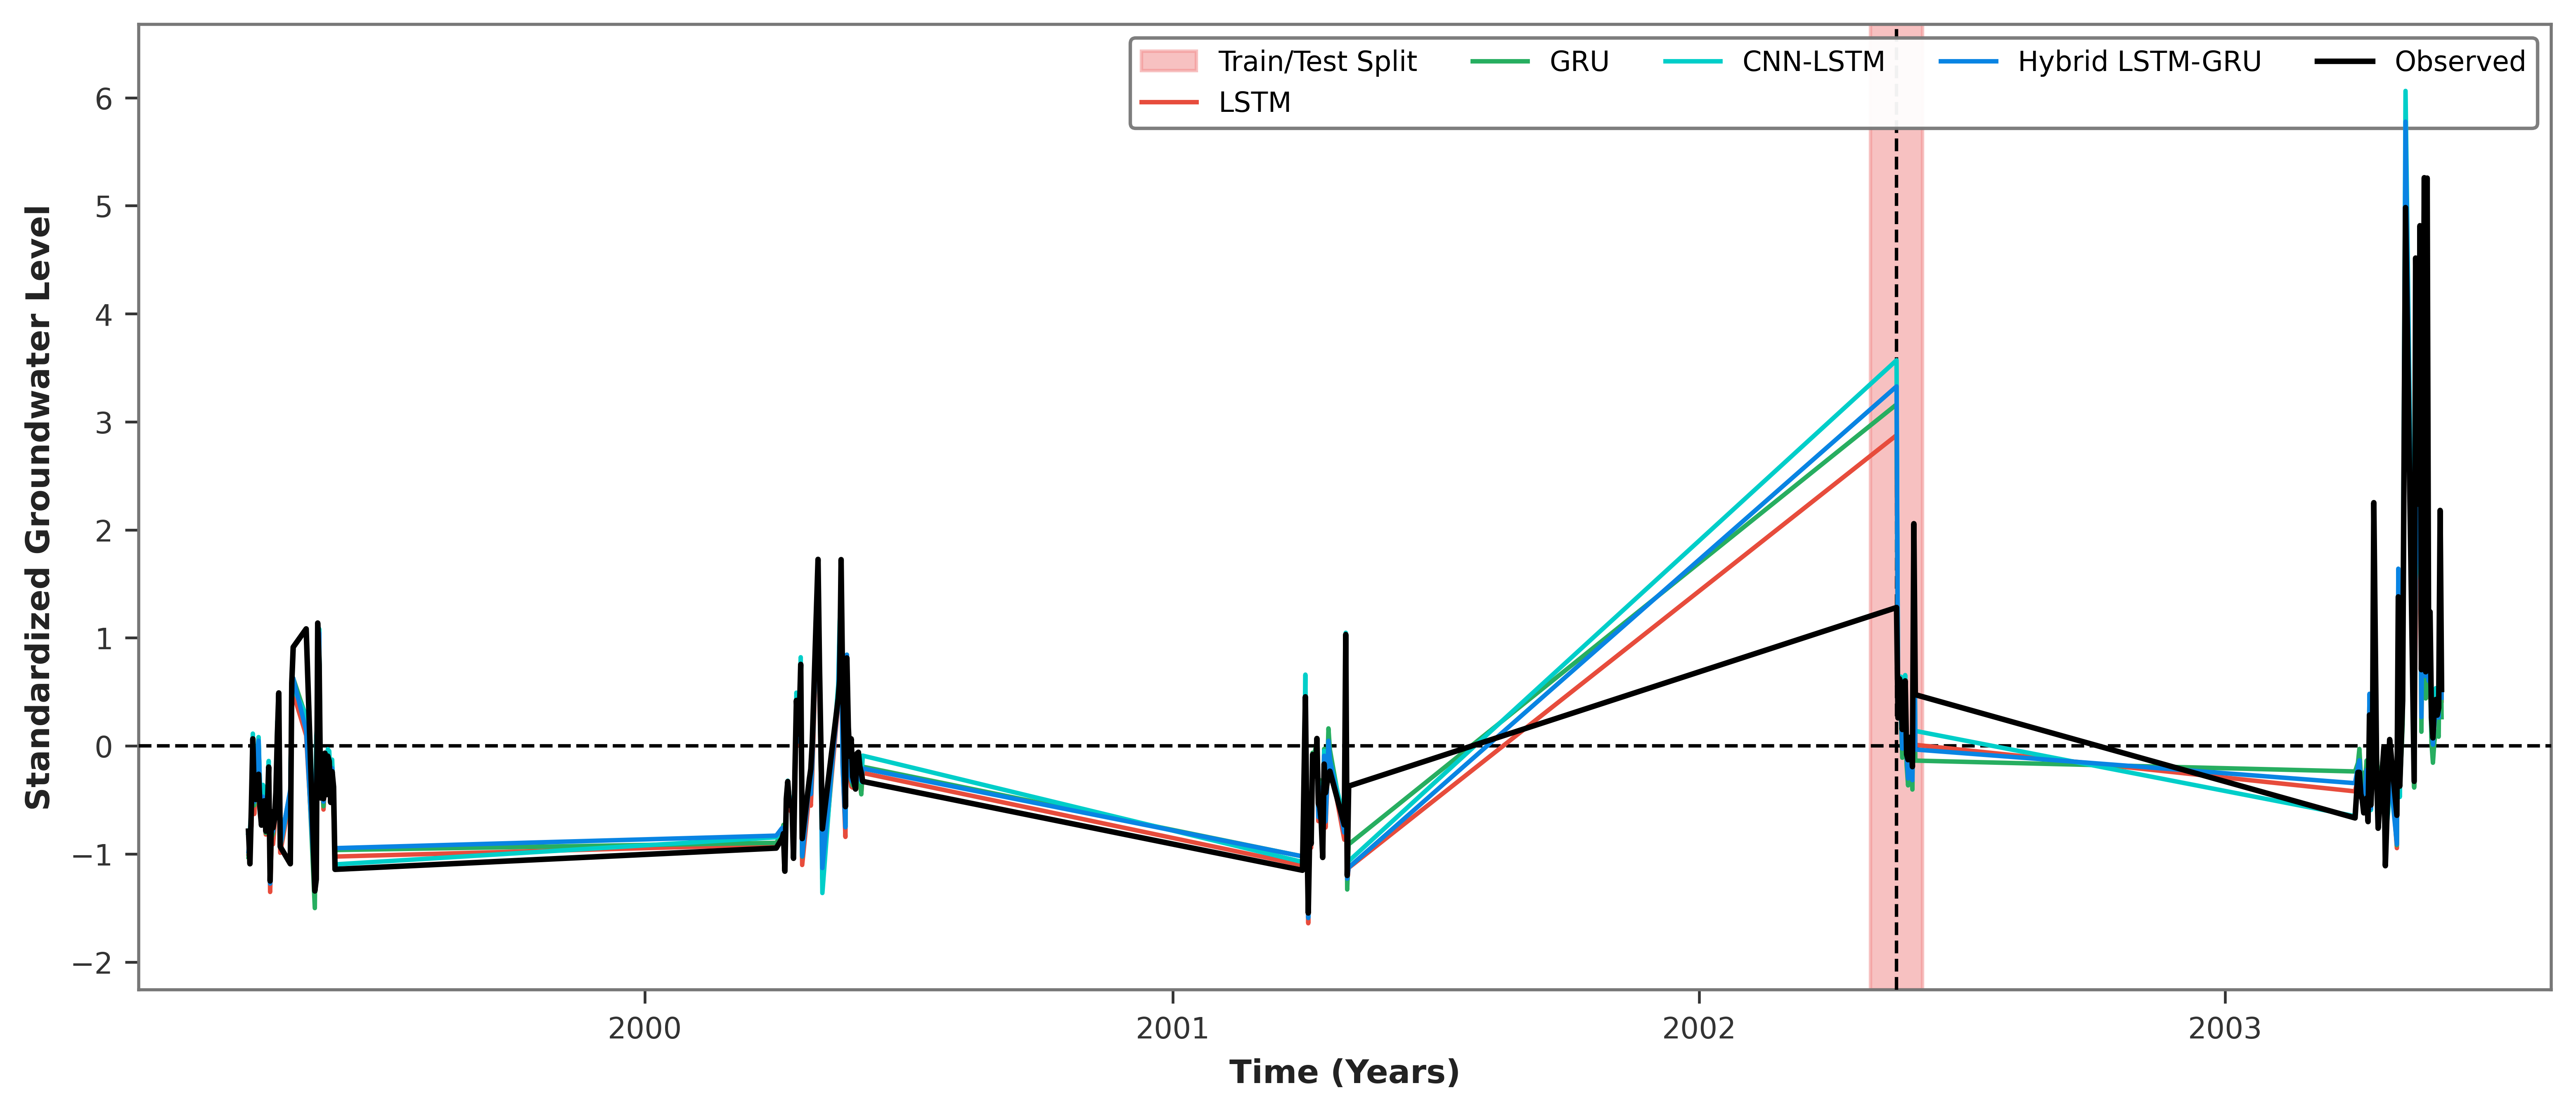 Train/Test Split GRU CNN-LSTM Hybrid LSTM-GRU Observed
LSTM
6
5
4
3
2
1
0
−1
−2
Standardized Groundwater Level
2000 2001 2002 2003
Time (Years)